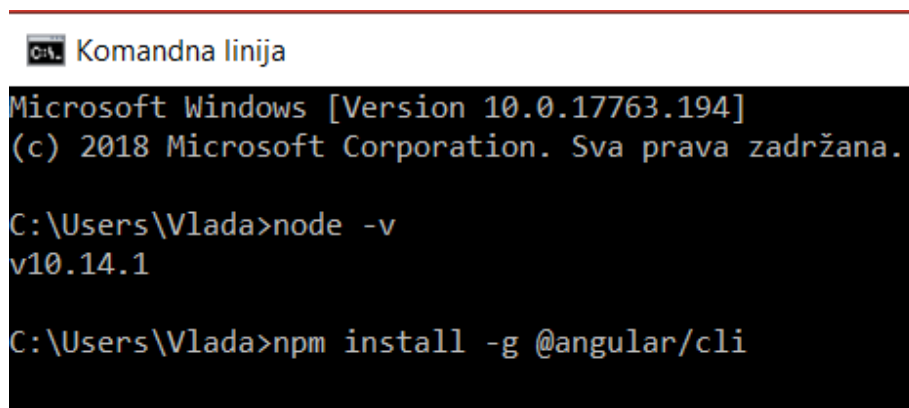 Komandna linija
Microsoft Windows [Version 10.0.17763.194]
(c) 2018 Microsoft Corporation. Sva prava zadržana.
C:\Users\Vlada>node -v
v10.14.1
C:\Users\Vlada>npm install -g @angular/cli